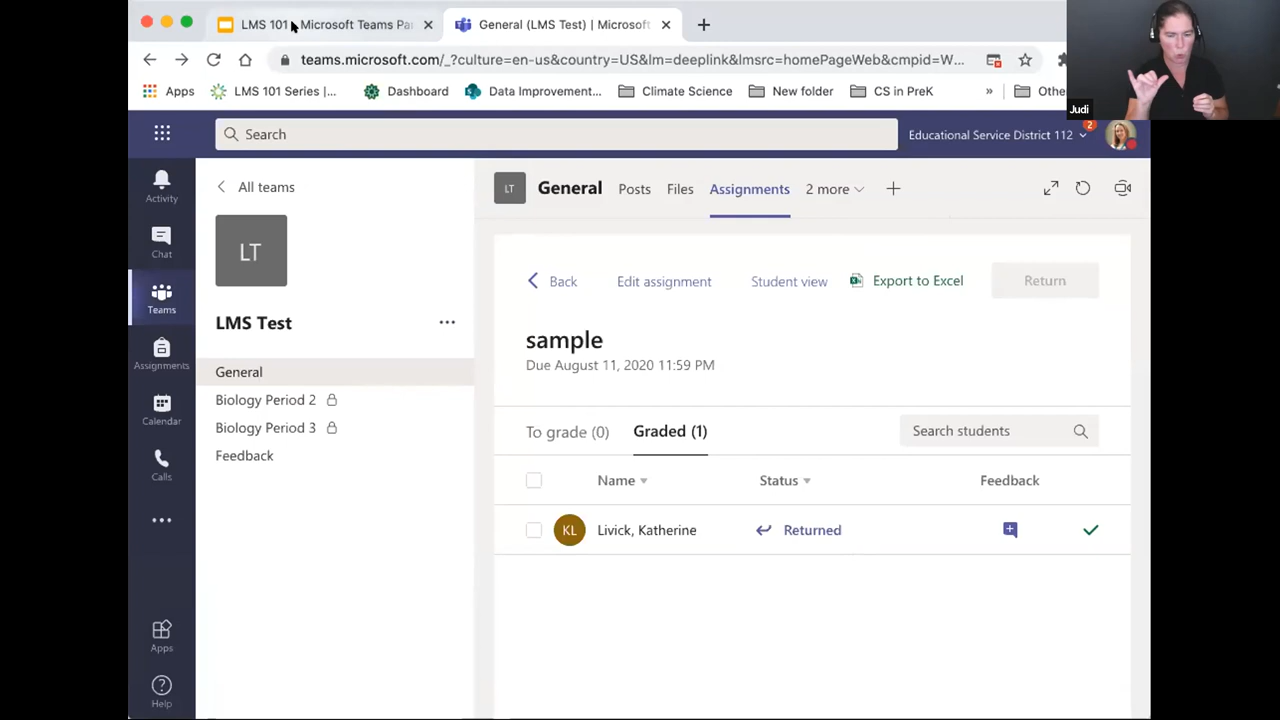 LMS 101 Microsoft Teams Pa
General (LMS Test) | Microsoft
teams.microsoft.com/_?culture=en-us&country=US&lm=deeplink&lmsrc=homePageWeb&cmpid=W...
Apps
LMS 101 Series |...
Dashboard
Data Improvement...
Climate Science
New folder
CS in PreK
»
Other
Judi
Search
Educational Service District 112
2
Activity
Chat
Teams
Assignments
Calendar
Calls
Apps
Help
All teams
LT
LMS Test
General
Biology Period 2
Biology Period 3
Feedback
LT
General
Posts
Files
Assignments
2 more
Back
Edit assignment
Student view
Export to Excel
Return
sample
Due August 11, 2020 11:59 PM
To grade (0)
Graded (1)
Search students
Name
Status
Feedback
KL
Livick, Katherine
Returned